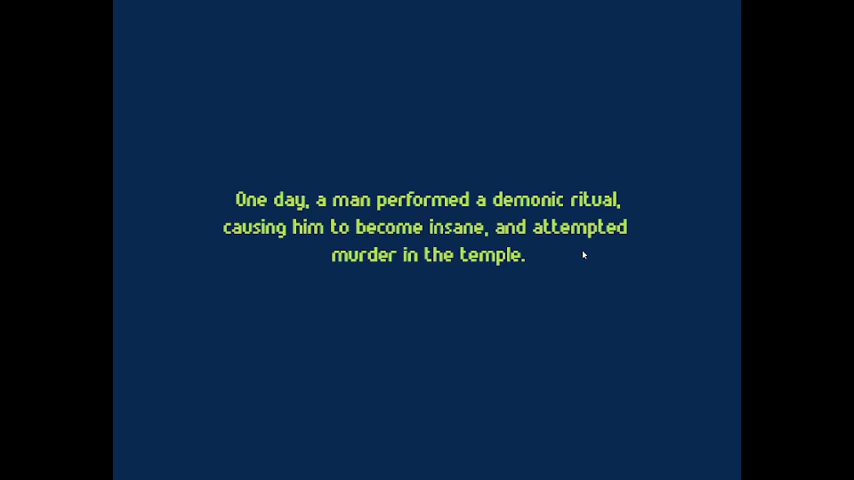 One day, a man performed a demonic ritual,
causing him to become insane, and attempted
murder in the temple.